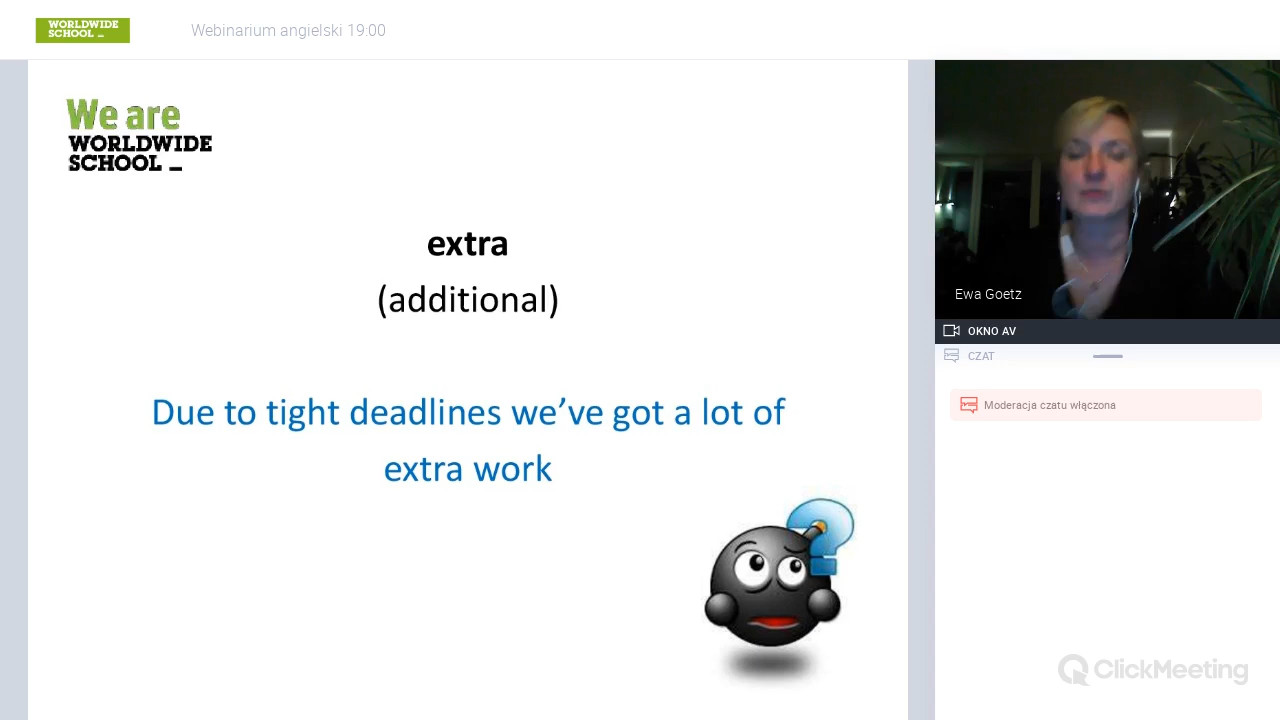 WORLDWIDE
SCHOOL _
Webinarium angielski 19:00
We are
WORLDWIDE
SCHOOL _
extra
(additional)
Due to tight deadlines we’ve got a lot of
extra work
?
Ewa Goetz
OKNO AV
CZAT
Moderacja czatu włączona
ClickMeeting